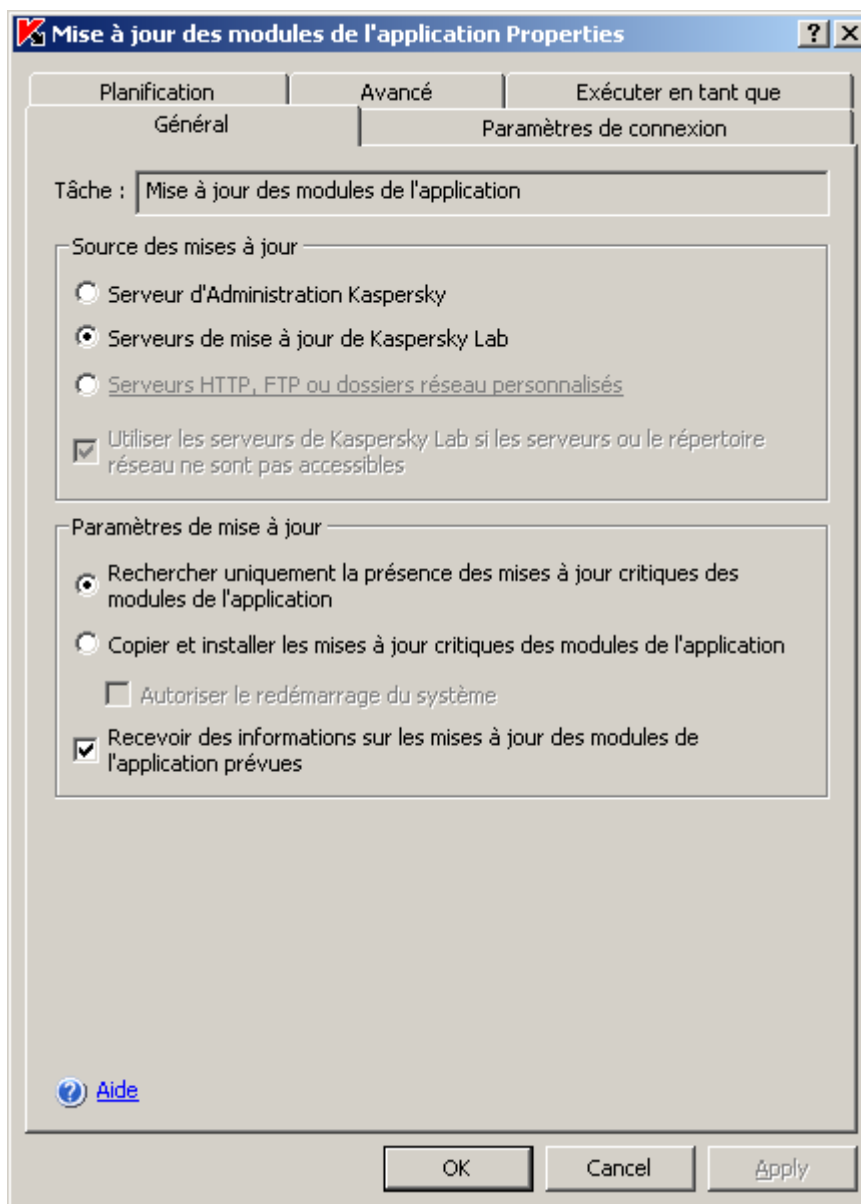 Mise à jour des modules de l'application Properties
Planification Avancé Exécuter en tant que
Général Paramètres de connexion
Tâche : Mise à jour des modules de l'application
Source des mises à jour
Serveur d'Administration Kaspersky
Serveurs de mise à jour de Kaspersky Lab
Serveurs HTTP, FTP ou dossiers réseau personnalisés
Utiliser les serveurs de Kaspersky Lab si les serveurs ou le répertoire
réseau ne sont pas accessibles
Paramètres de mise à jour
Rechercher uniquement la présence des mises à jour critiques des
modules de l'application
Copier et installer les mises à jour critiques des modules de l'application
Autoriser le redémarrage du système
Recevoir des informations sur les mises à jour des modules de
l'application prévues
Aide
OK Cancel Apply